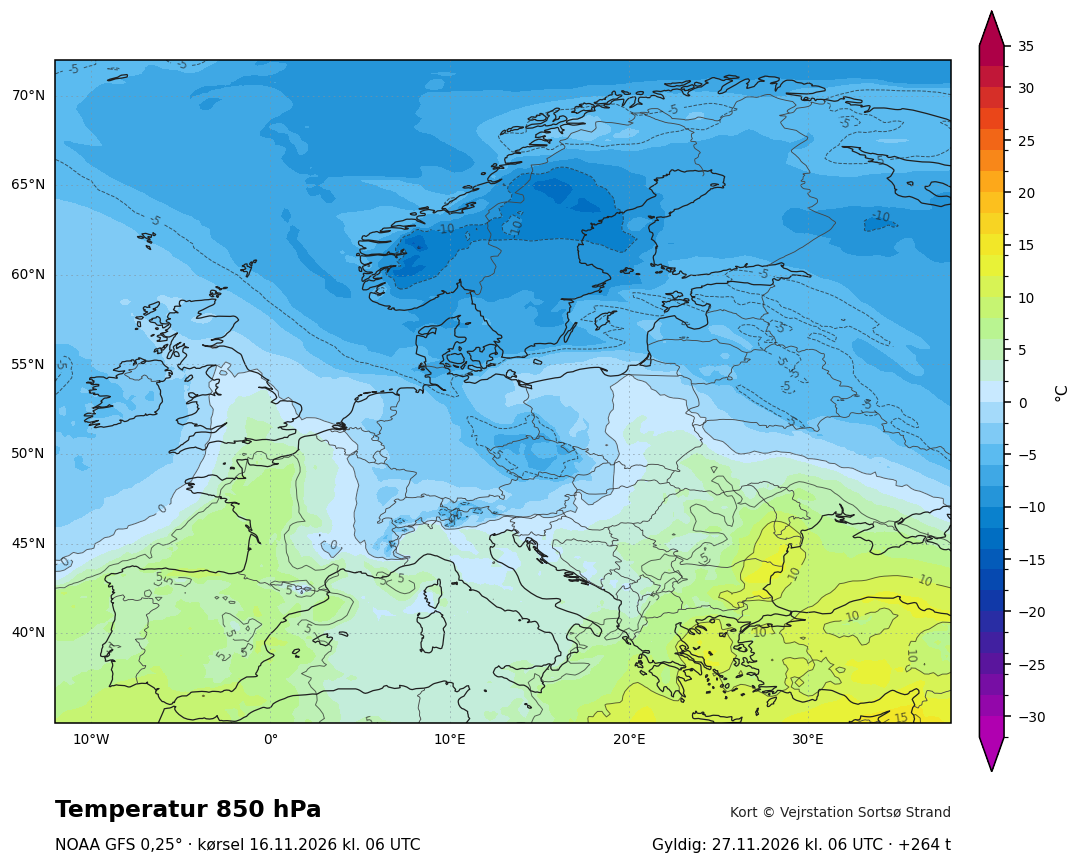 70°N
65°N
60°N
55°N
50°N
45°N
40°N
10°W
0°
10°E
20°E
30°E
35
30
25
20
15
10
5
0
−5
−10
−15
−20
−25
−30
°C
Temperatur 850 hPa
Kort © Vejrstation Sortsø Strand
NOAA GFS 0,25° · kørsel 16.11.2026 kl. 06 UTC
Gyldig: 27.11.2026 kl. 06 UTC · +264 t